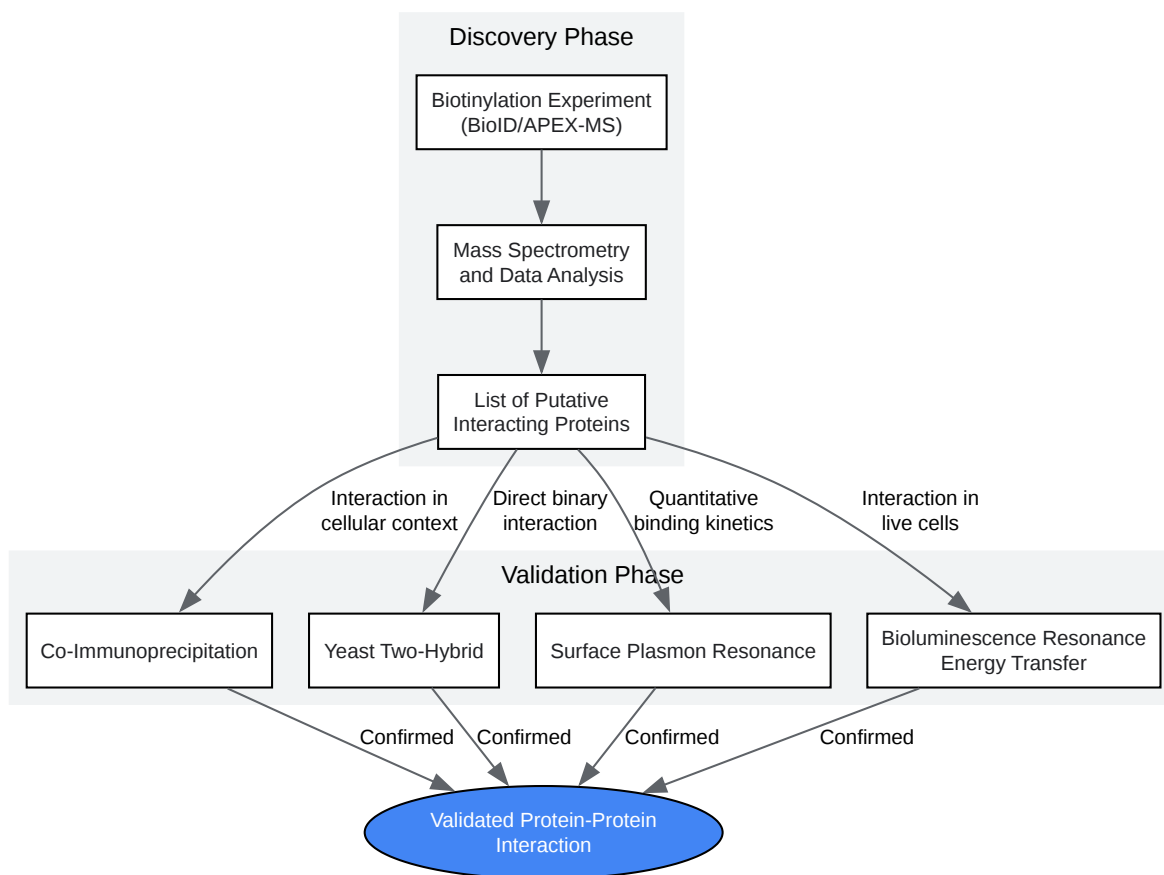 Discovery Phase
Biotinylation Experiment
(BioID/APEX-MS)
Mass Spectrometry
and Data Analysis
List of Putative
Interacting Proteins
Interaction in
cellular context
Direct binary
interaction
Quantitative
binding kinetics
Interaction in
live cells
Validation Phase
Co-Immunoprecipitation
Yeast Two-Hybrid
Surface Plasmon Resonance
Bioluminescence Resonance
Energy Transfer
Confirmed
Confirmed
Confirmed
Confirmed
Validated Protein-Protein
Interaction